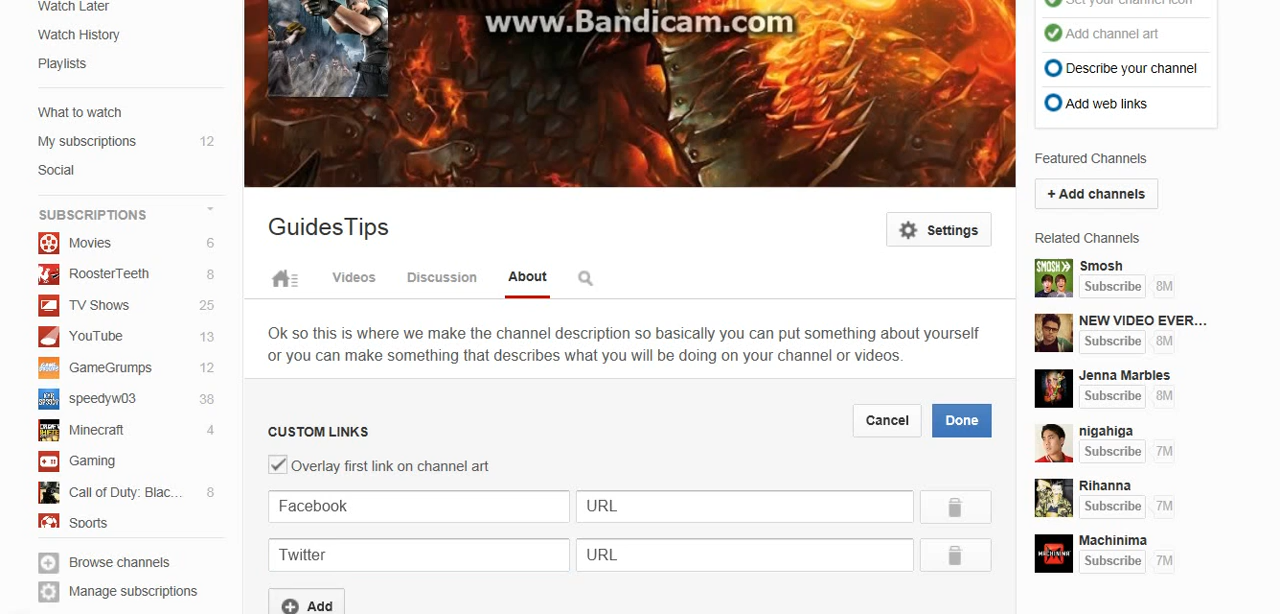 Watch Later
Watch History
Playlists
What to watch
My subscriptions 12
Social
SUBSCRIPTIONS
Movies 6
RoosterTeeth 8
TV Shows 25
YouTube 13
GameGrumps 12
speedyw03 38
Minecraft 4
Gaming
Call of Duty: Blac... 8
Sports
Browse channels
Manage subscriptions
www.Bandicam.com
GuidesTips
Settings
Videos Discussion About
Ok so this is where we make the channel description so basically you can put something about yourself
or you can make something that describes what you will be doing on your channel or videos.
CUSTOM LINKS
Cancel Done
Overlay first link on channel art
Facebook URL
Twitter URL
Add
Set your channel icon
Add channel art
Describe your channel
Add web links
Featured Channels
+ Add channels
Related Channels
SMOSH
Smosh
Subscribe 8M
NEW VIDEO EVER...
Subscribe 8M
Jenna Marbles
Subscribe 8M
nigahiga
Subscribe 7M
Rihanna
Subscribe 7M
MACHINIMA
Machinima
Subscribe 7M